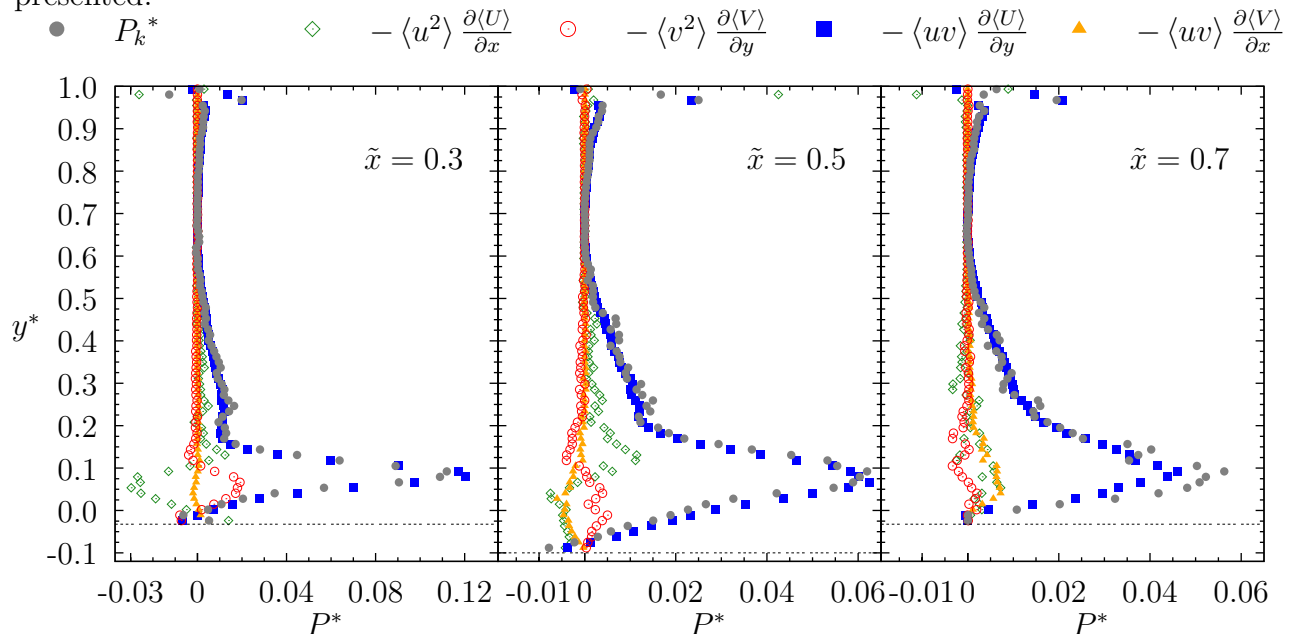 presented.
P_k^* − ⟨u²⟩ ∂⟨U⟩/∂x − ⟨v²⟩ ∂⟨V⟩/∂y − ⟨uv⟩ ∂⟨U⟩/∂y − ⟨uv⟩ ∂⟨V⟩/∂x
1.0
0.9
x̃ = 0.3 x̃ = 0.5 x̃ = 0.7
0.8
0.7
0.6
0.5
y*
0.4
0.3
0.2
0.1
0.0
-0.1
-0.03 0 0.04 0.08 0.12 -0.01 0 0.02 0.04 0.06 -0.01 0 0.02 0.04 0.06
P* P* P*